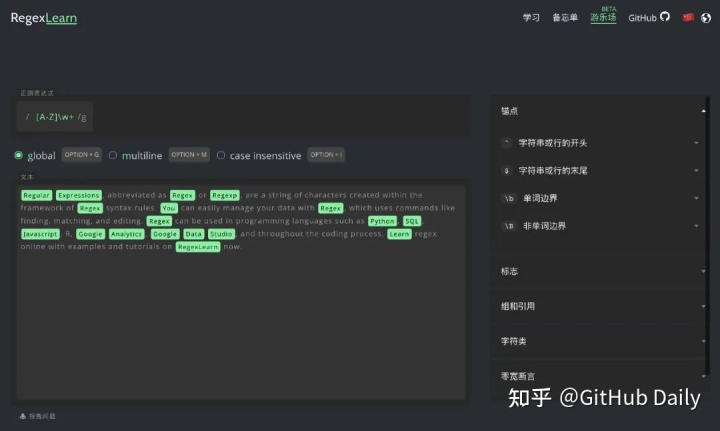 RegexLearn
学习 备忘单 BETA 游乐场 GitHub
正则表达式
/ [A-Z]\w+ /g
global OPTION + G multiline OPTION + M case insensitive OPTION + I
文本
Regular Expressions, abbreviated as Regex or Regexp, are a string of characters created within the
framework of Regex syntax rules. You can easily manage your data with Regex, which uses commands like
finding, matching, and editing. Regex can be used in programming languages such as Python, SQL,
Javascript, R, Google Analytics, Google Data Studio, and throughout the coding process. Learn regex
online with examples and tutorials on RegexLearn now.
报告问题
锚点
^ 字符串或行的开头
$ 字符串或行的末尾
\b 单词边界
\B 非单词边界
标志
组和引用
字符类
零宽断言
知乎 @GitHub Daily